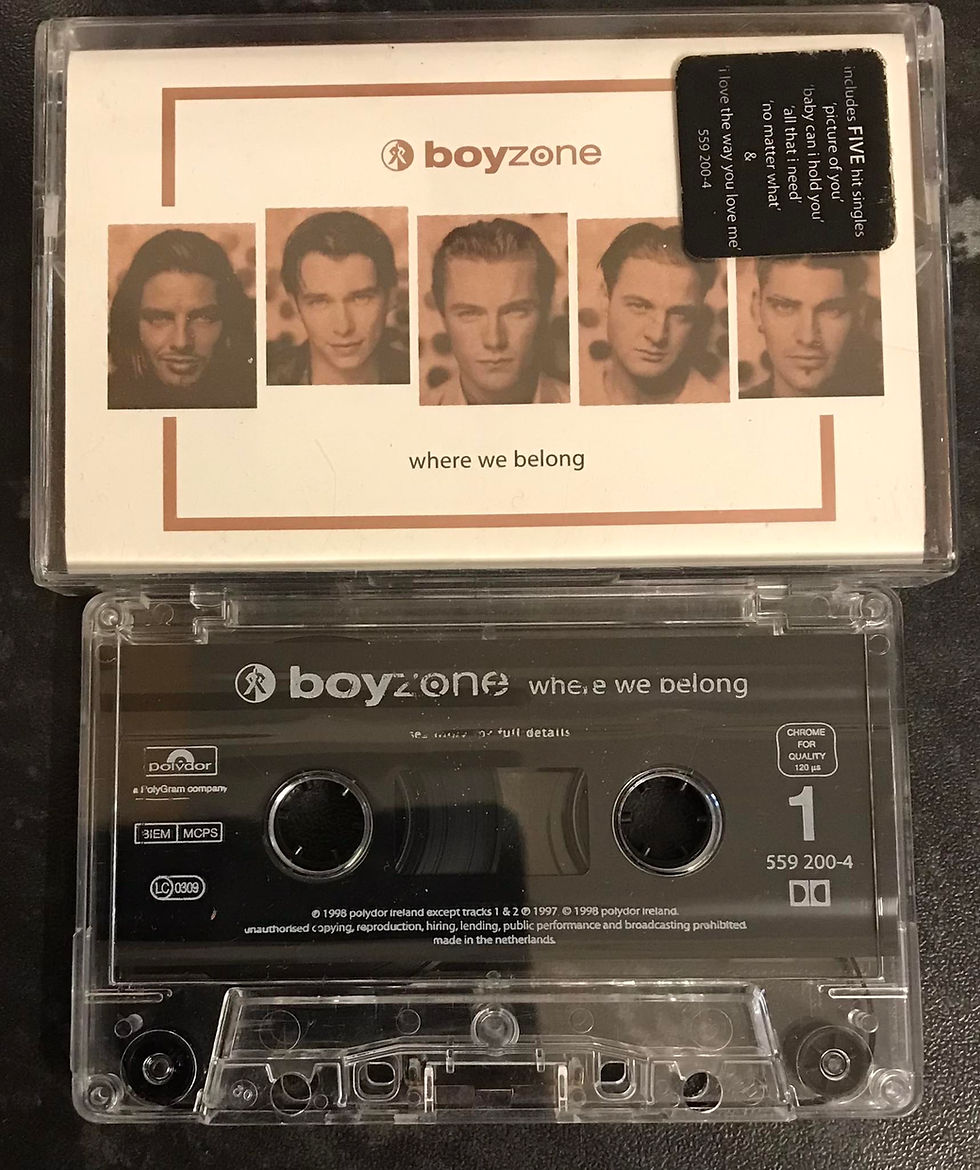 boyzone
includes FIVE hit singles
'picture of you'
'baby can i hold you'
'all that i need'
'no matter what'
&
'i love the way you love me'
559 200-4
where we belong
boyzone where we belong
full details
polydor
a PolyGram company
BIEM MCPS
LC 0309
CHROME
FOR
QUALITY
120 µs
1
559 200-4
℗ 1998 polydor ireland except tracks 1 & 2 ℗ 1997 © 1998 polydor ireland.
unauthorised copying, reproduction, hiring, lending, public performance and broadcasting prohibited.
made in the netherlands.